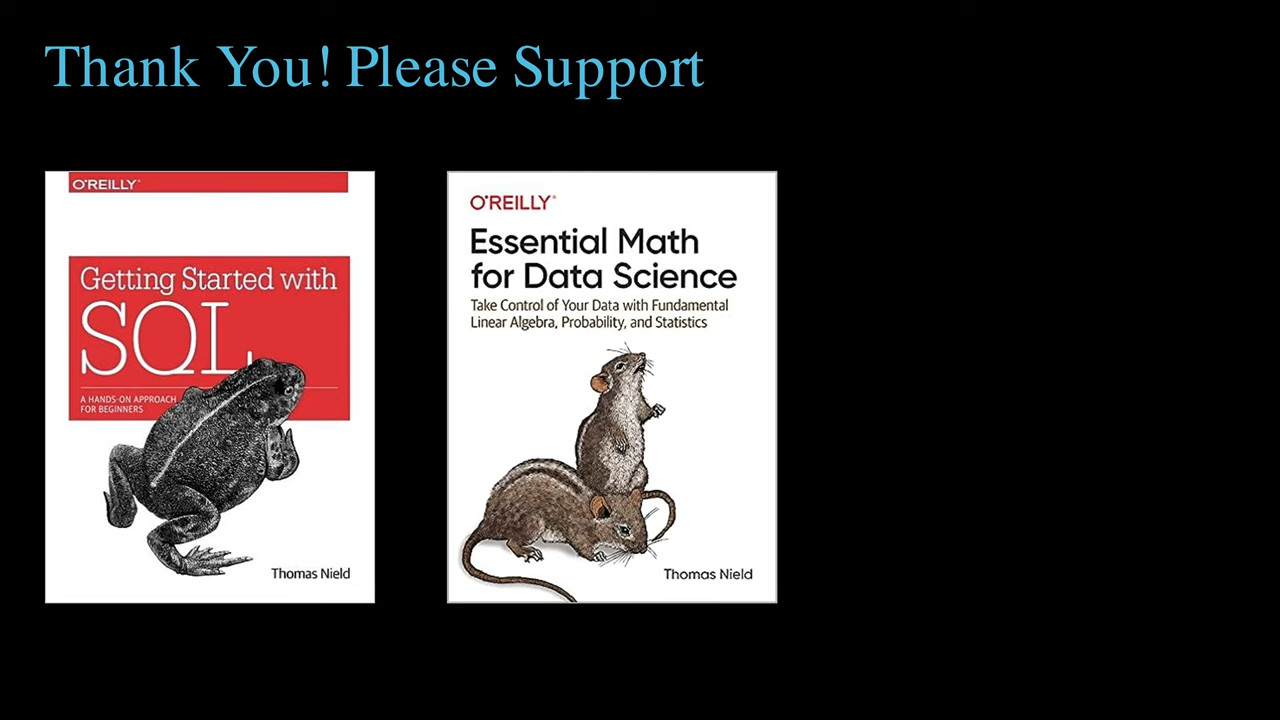 Thank You! Please Support
O'REILLY®
Getting Started with
SQL
A HANDS-ON APPROACH
FOR BEGINNERS
Thomas Nield
O'REILLY®
Essential Math
for Data Science
Take Control of Your Data with Fundamental
Linear Algebra, Probability, and Statistics
Thomas Nield